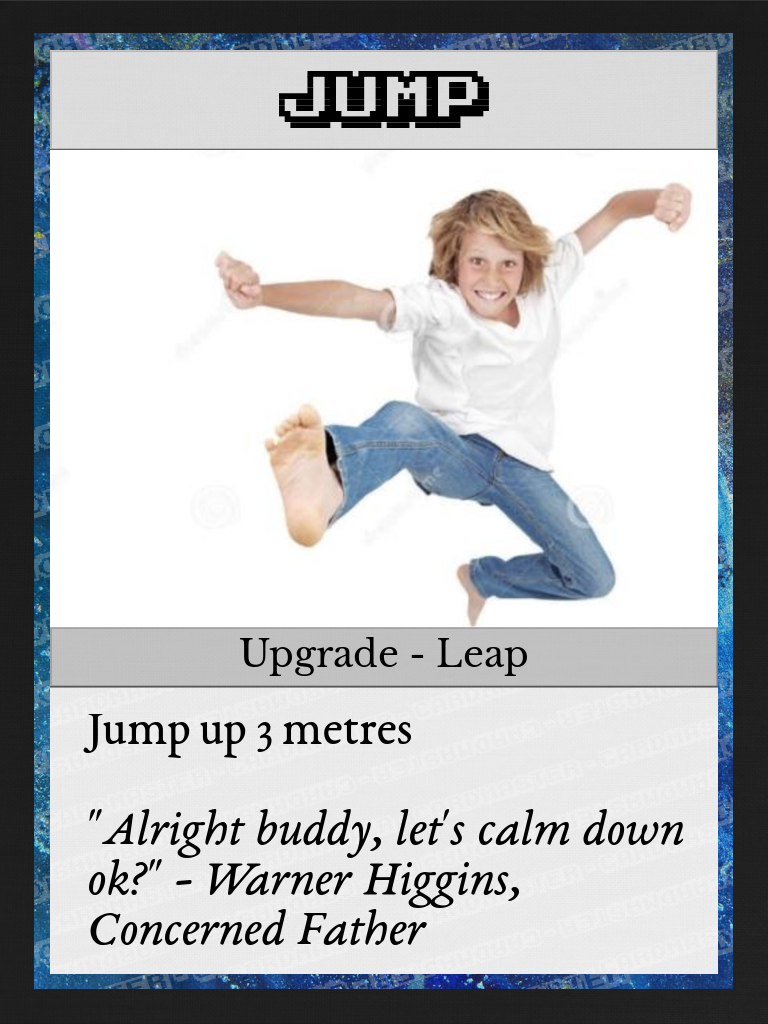 JUMP
Upgrade - Leap
Jump up 3 metres
"Alright buddy, let's calm down
ok?" - Warner Higgins,
Concerned Father